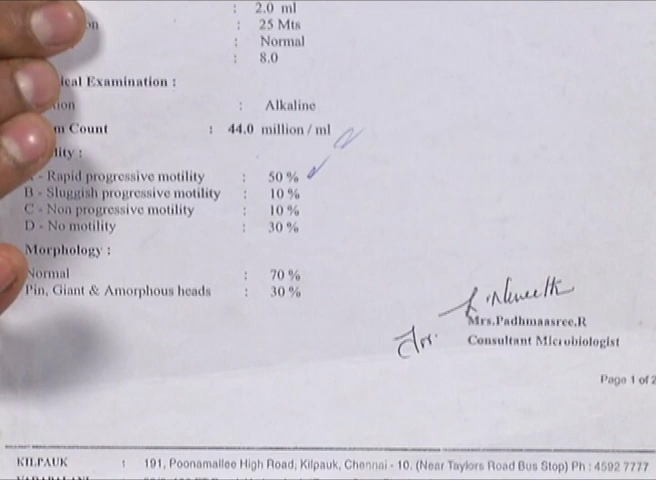 : 2.0 ml
: 25 Mts
: Normal
: 8.0
ical Examination :
: Alkaline
Count : 44.0 million / ml
lity :
- Rapid progressive motility : 50 %
B - Sluggish progressive motility : 10 %
C - Non progressive motility : 10 %
D - No motility : 30 %
Morphology :
Normal : 70 %
Pin, Giant & Amorphous heads : 30 %
Mrs.Padhmaasree.R
For.
Consultant Microbiologist
Page 1 of 2
KILPAUK : 191, Poonamallee High Road, Kilpauk, Chennai - 10. (Near Taylors Road Bus Stop) Ph : 4592 7777